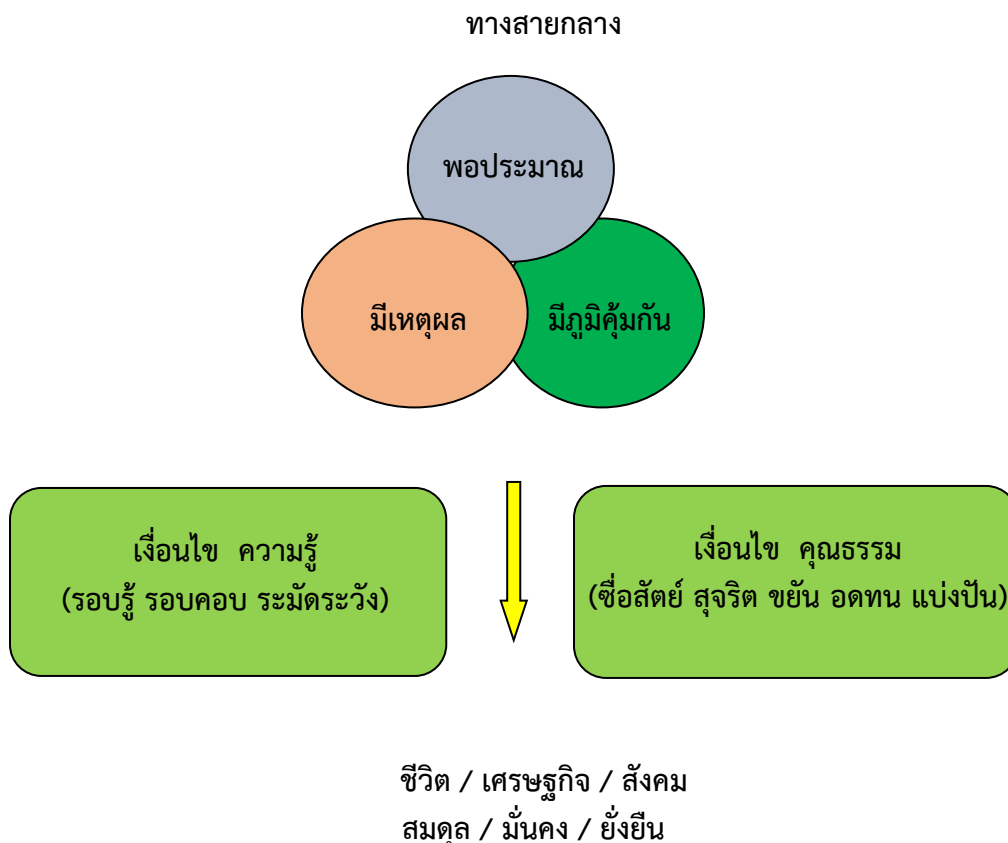 ทางสายกลาง
พอประมาณ
มีเหตุผล
มีภูมิคุ้มกัน
เงื่อนไข ความรู้
(รอบรู้ รอบคอบ ระมัดระวัง)
เงื่อนไข คุณธรรม
(ซื่อสัตย์ สุจริต ขยัน อดทน แบ่งปัน)
ชีวิต / เศรษฐกิจ / สังคม
สมดุล / มั่นคง / ยั่งยืน